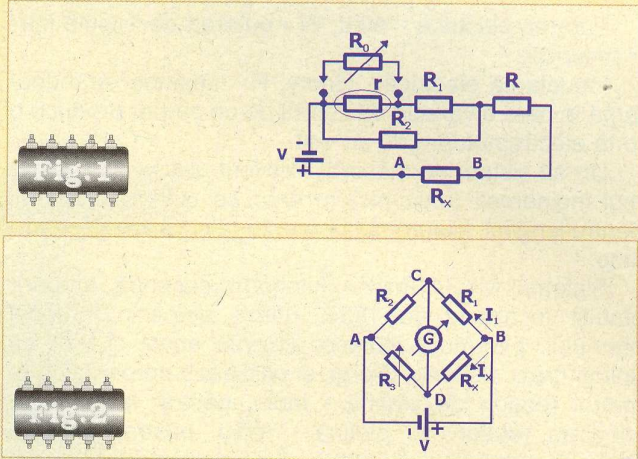 R₀
r
R₁
R
R₂
V
-
+
A
B
Rₓ
Fig.1
C
R₂
R₁
I₁
A
G
B
R₃
Rₓ
Iₓ
D
-
+
V
Fig.2